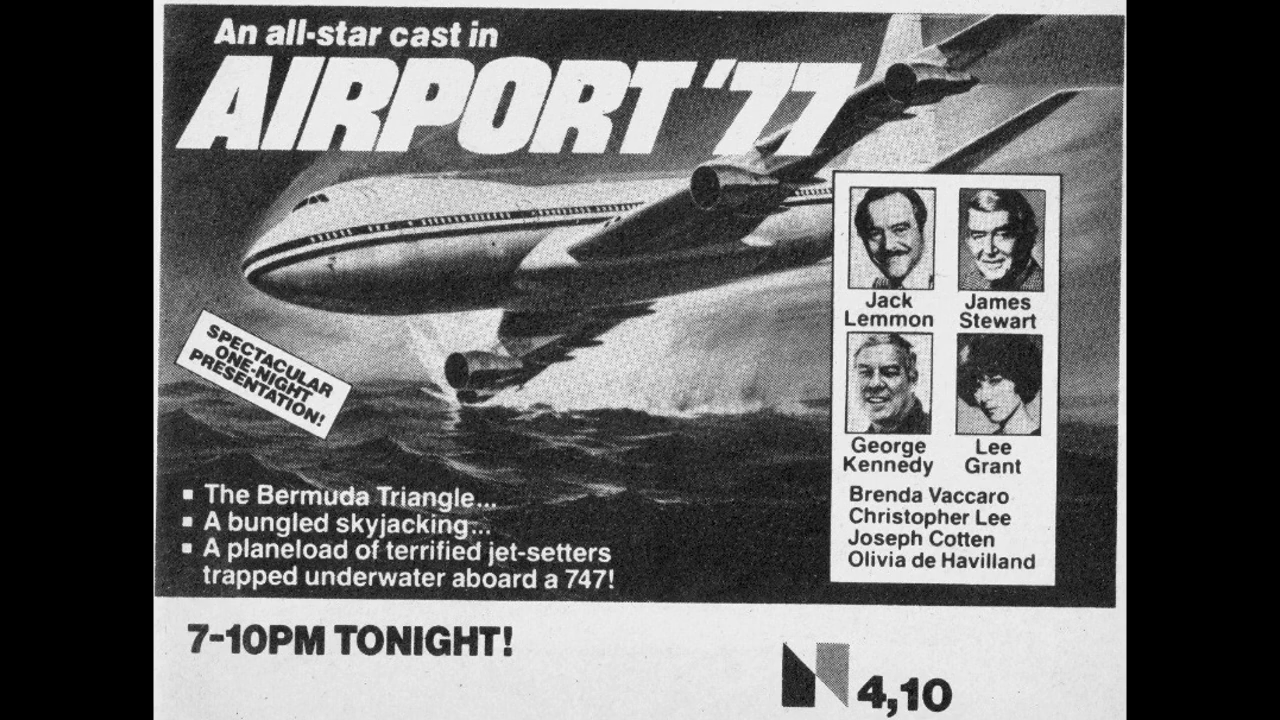 An all-star cast in
AIRPORT '77
SPECTACULAR
ONE-NIGHT
PRESENTATION!
▪ The Bermuda Triangle...
▪ A bungled skyjacking...
▪ A planeload of terrified jet-setters
trapped underwater aboard a 747!
Jack
Lemmon
James
Stewart
George
Kennedy
Lee
Grant
Brenda Vaccaro
Christopher Lee
Joseph Cotten
Olivia de Havilland
7-10PM TONIGHT!
N 4,10